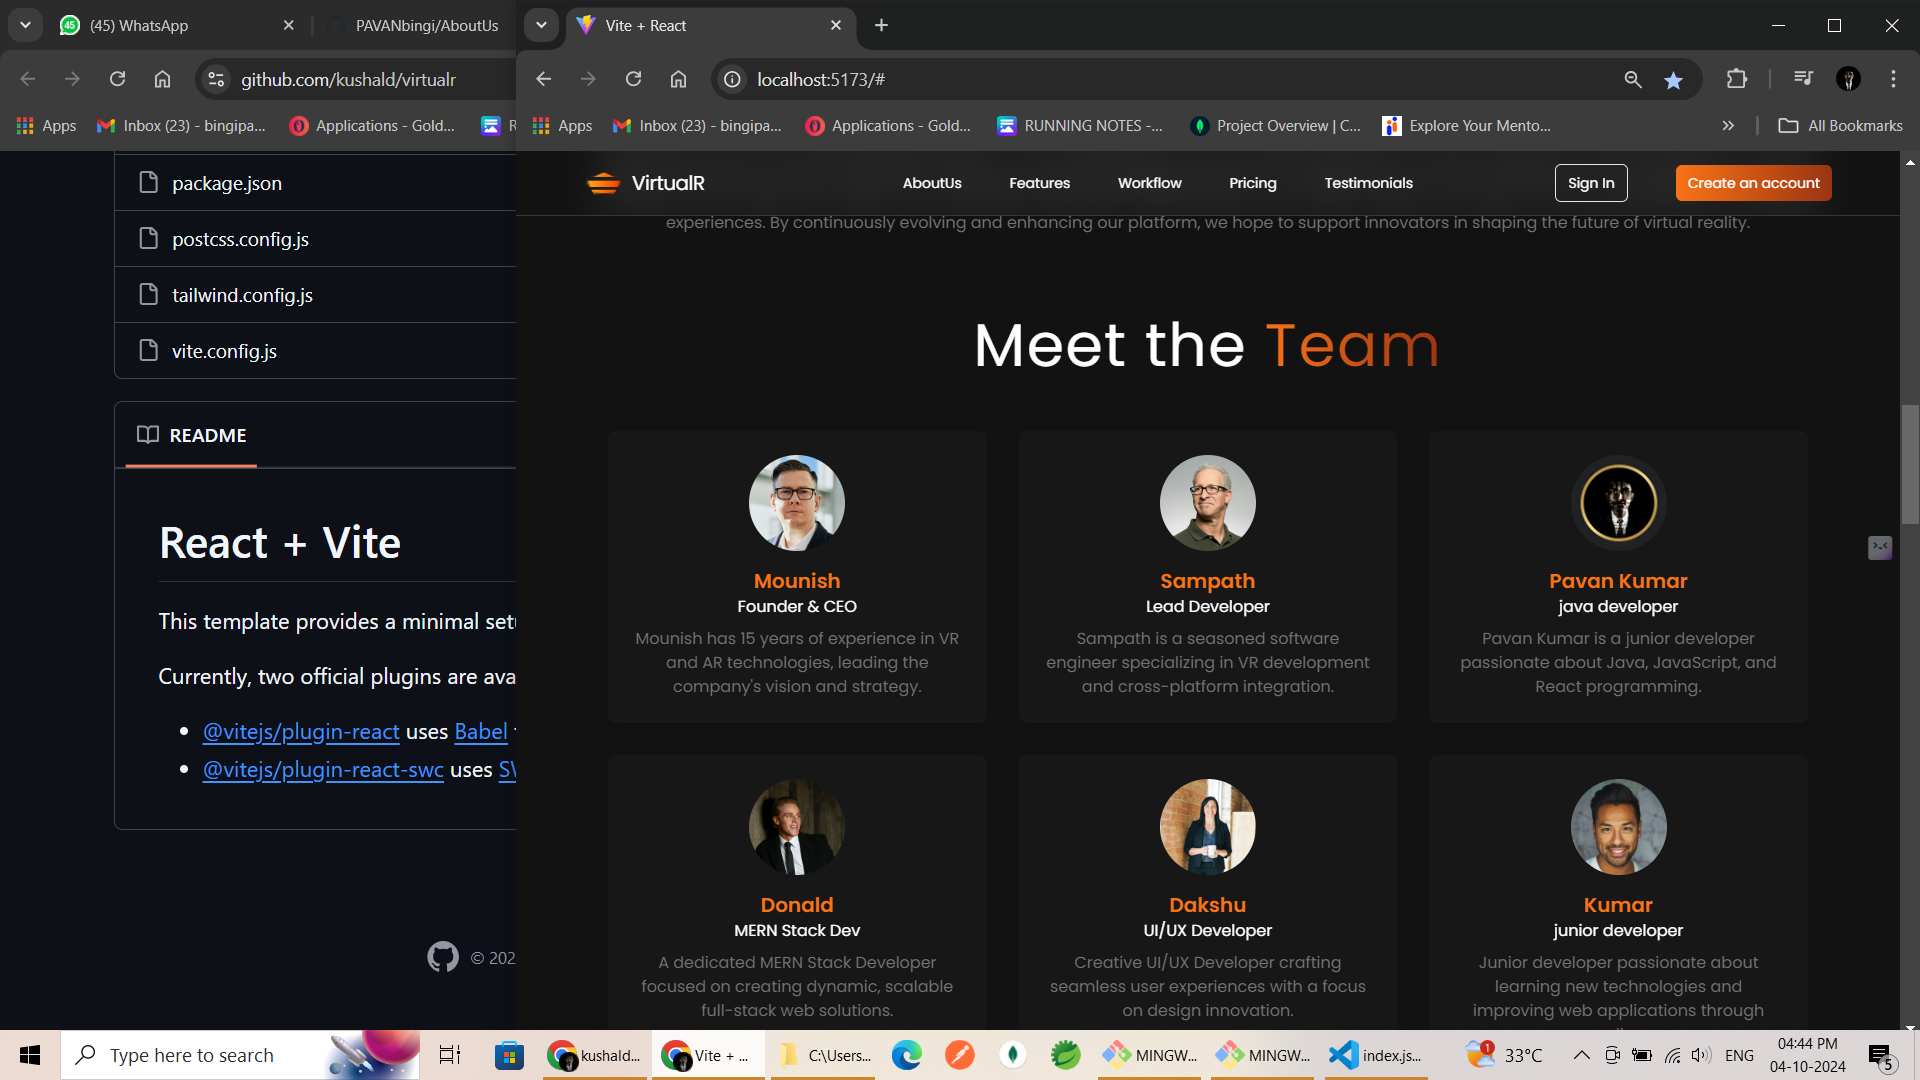 (45) WhatsApp
PAVANbingi/AboutUs
github.com/kushald/virtualr
Apps
Inbox (23) - bingipa...
Applications - Gold...
package.json
postcss.config.js
tailwind.config.js
vite.config.js
README
React + Vite
This template provides a minimal
Currently, two official plugins are
@vitejs/plugin-react uses Babel
@vitejs/plugin-react-swc uses
© 202
Vite + React
localhost:5173/#
Apps
Inbox (23) - bingipa...
Applications - Gold...
RUNNING NOTES -...
Project Overview | C...
Explore Your Mento...
All Bookmarks
VirtualR
AboutUs
Features
Workflow
Pricing
Testimonials
Sign In
Create an account
experiences. By continuously evolving and enhancing our platform, we hope to support innovators in shaping the future of virtual reality.
Meet the Team
Mounish
Founder & CEO
Mounish has 15 years of experience in VR
and AR technologies, leading the
company's vision and strategy.
Sampath
Lead Developer
Sampath is a seasoned software
engineer specializing in VR development
and cross-platform integration.
Pavan Kumar
java developer
Pavan Kumar is a junior developer
passionate about Java, JavaScript, and
React programming.
Donald
MERN Stack Dev
A dedicated MERN Stack Developer
focused on creating dynamic, scalable
full-stack web solutions.
Dakshu
UI/UX Developer
Creative UI/UX Developer crafting
seamless user experiences with a focus
on design innovation.
Kumar
junior developer
Junior developer passionate about
learning new technologies and
improving web applications through
Type here to search
kushald...
Vite + ...
C:\Users...
MINGW...
MINGW...
index.js...
1
33°C
ENG
04:44 PM
04-10-2024
5